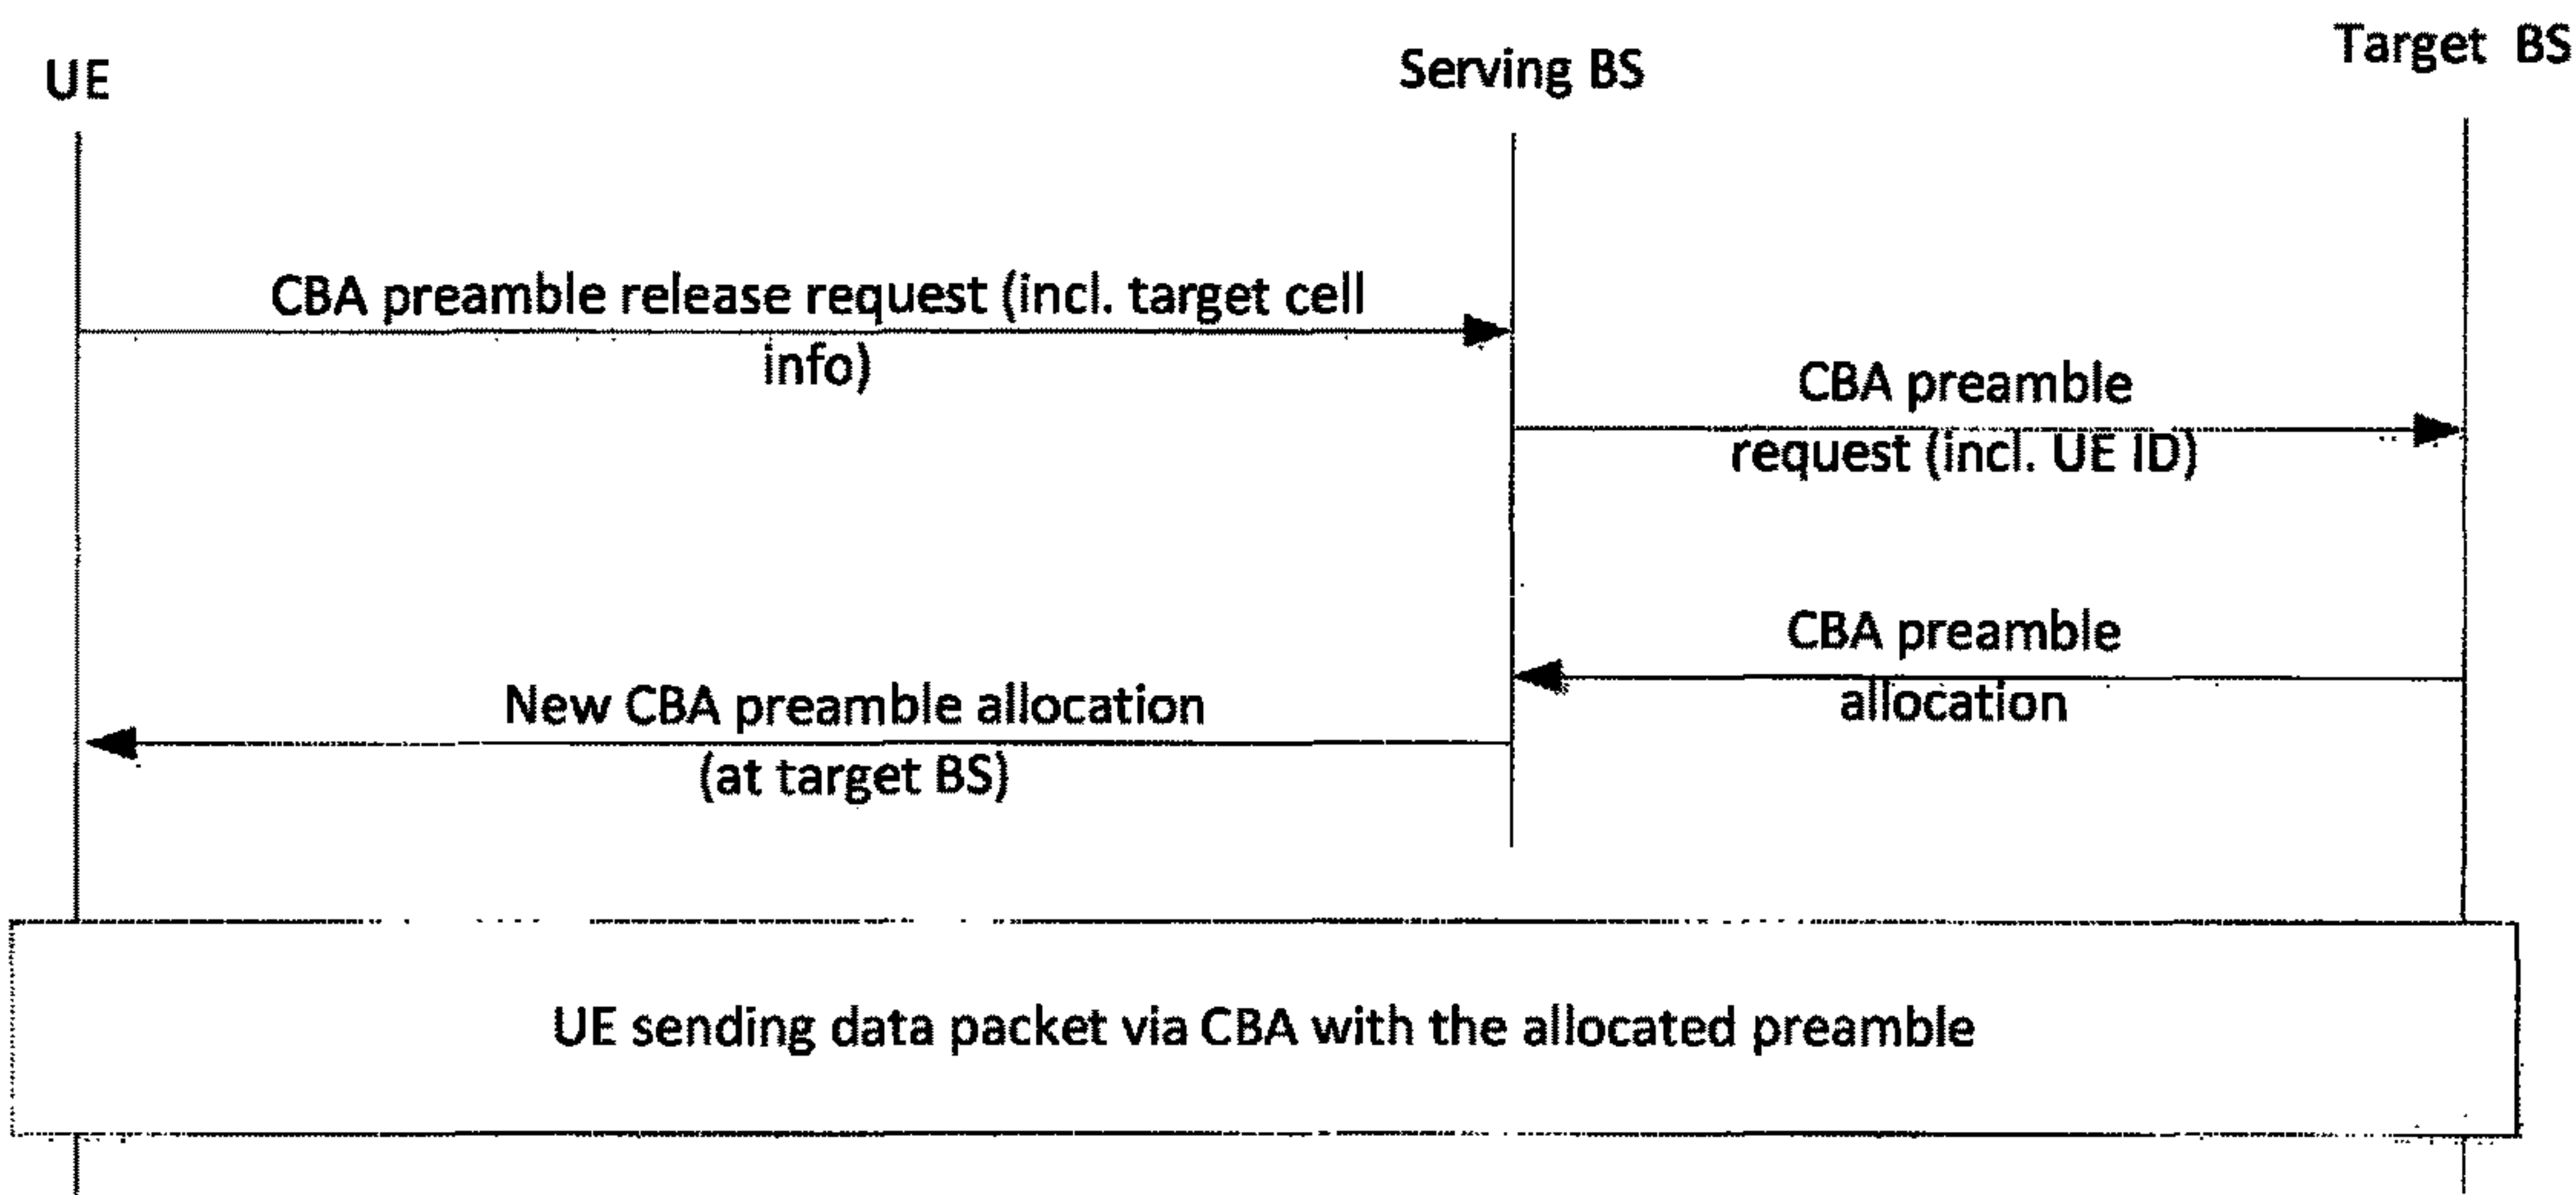 UE
Serving BS
Target BS
CBA preamble release request (incl. target cell
info)
CBA preamble
request (incl. UE ID)
CBA preamble
allocation
New CBA preamble allocation
(at target BS)
UE sending data packet via CBA with the allocated preamble